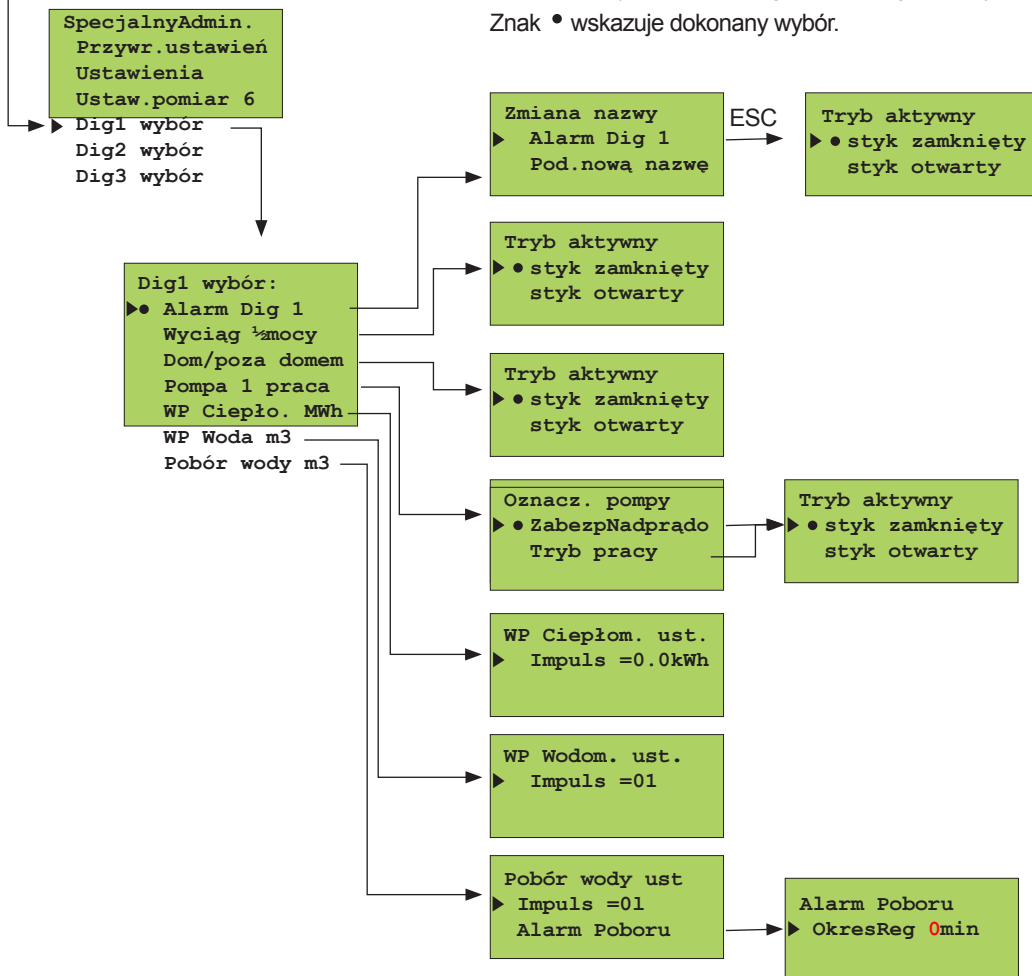 Znak • wskazuje dokonany wybór.
SpecjalnyAdmin.
Przywr.ustawień
Ustawienia
Ustaw.pomiar 6
Dig1 wybór
Dig2 wybór
Dig3 wybór
Zmiana nazwy
Alarm Dig 1
Pod.nową nazwę
ESC
Tryb aktywny
• styk zamknięty
styk otwarty
Tryb aktywny
• styk zamknięty
styk otwarty
Dig1 wybór:
• Alarm Dig 1
Wyciąg ½mocy
Dom/poza domem
Pompa 1 praca
WP Ciepło. MWh
WP Woda m3
Pobór wody m3
Tryb aktywny
• styk zamknięty
styk otwarty
Oznacz. pompy
• ZabezpNadprądo
Tryb pracy
Tryb aktywny
• styk zamknięty
styk otwarty
WP Ciepłom. ust.
Impuls =0.0kWh
WP Wodom. ust.
Impuls =01
Pobór wody ust
Impuls =0l
Alarm Poboru
Alarm Poboru
OkresReg 0min